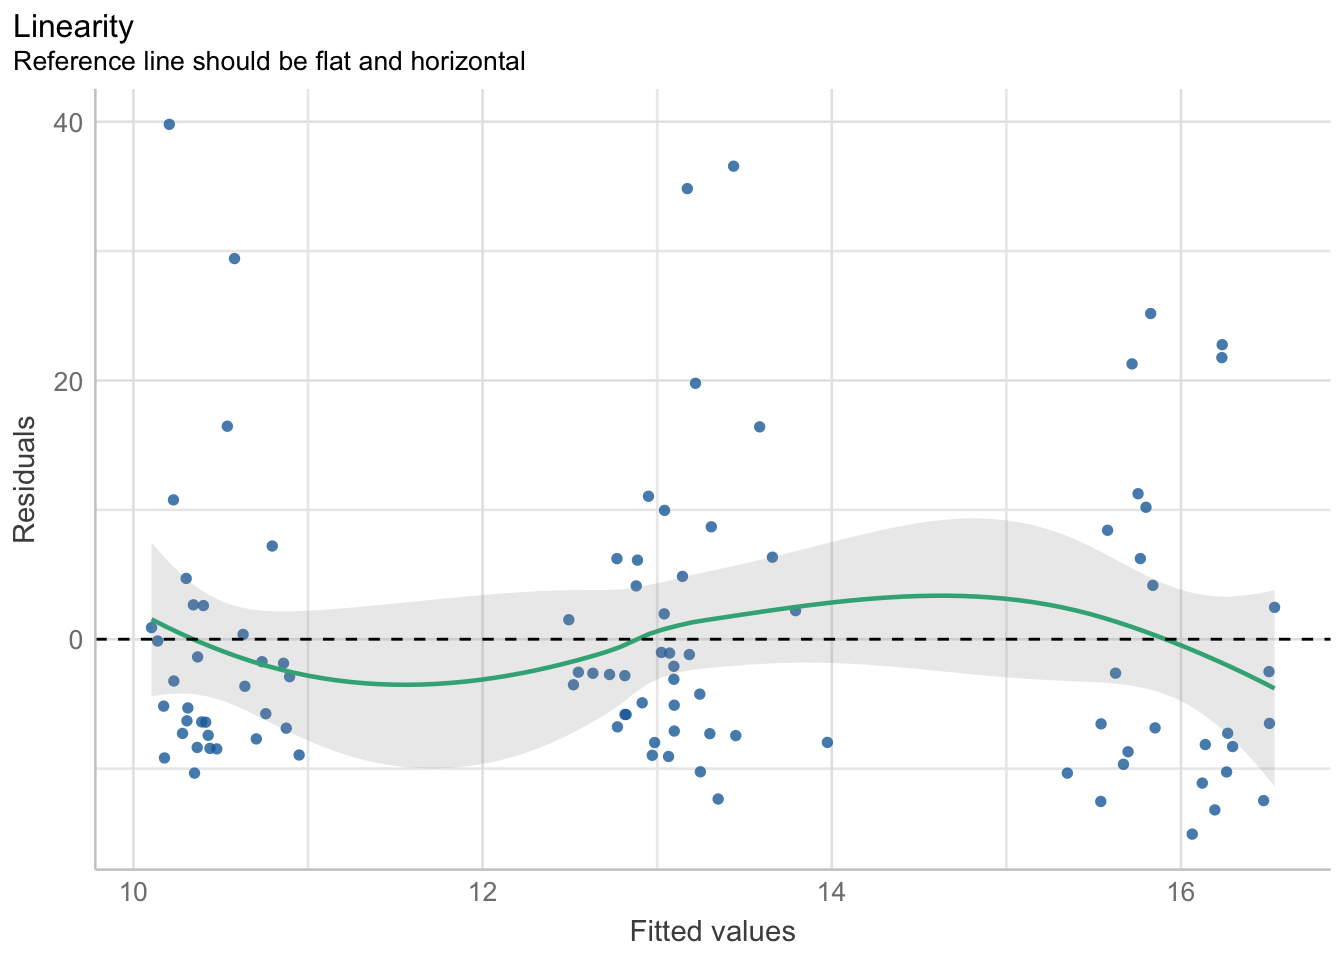 Linearity
Reference line should be flat and horizontal
40
20
0
Residuals
10
12
14
16
Fitted values